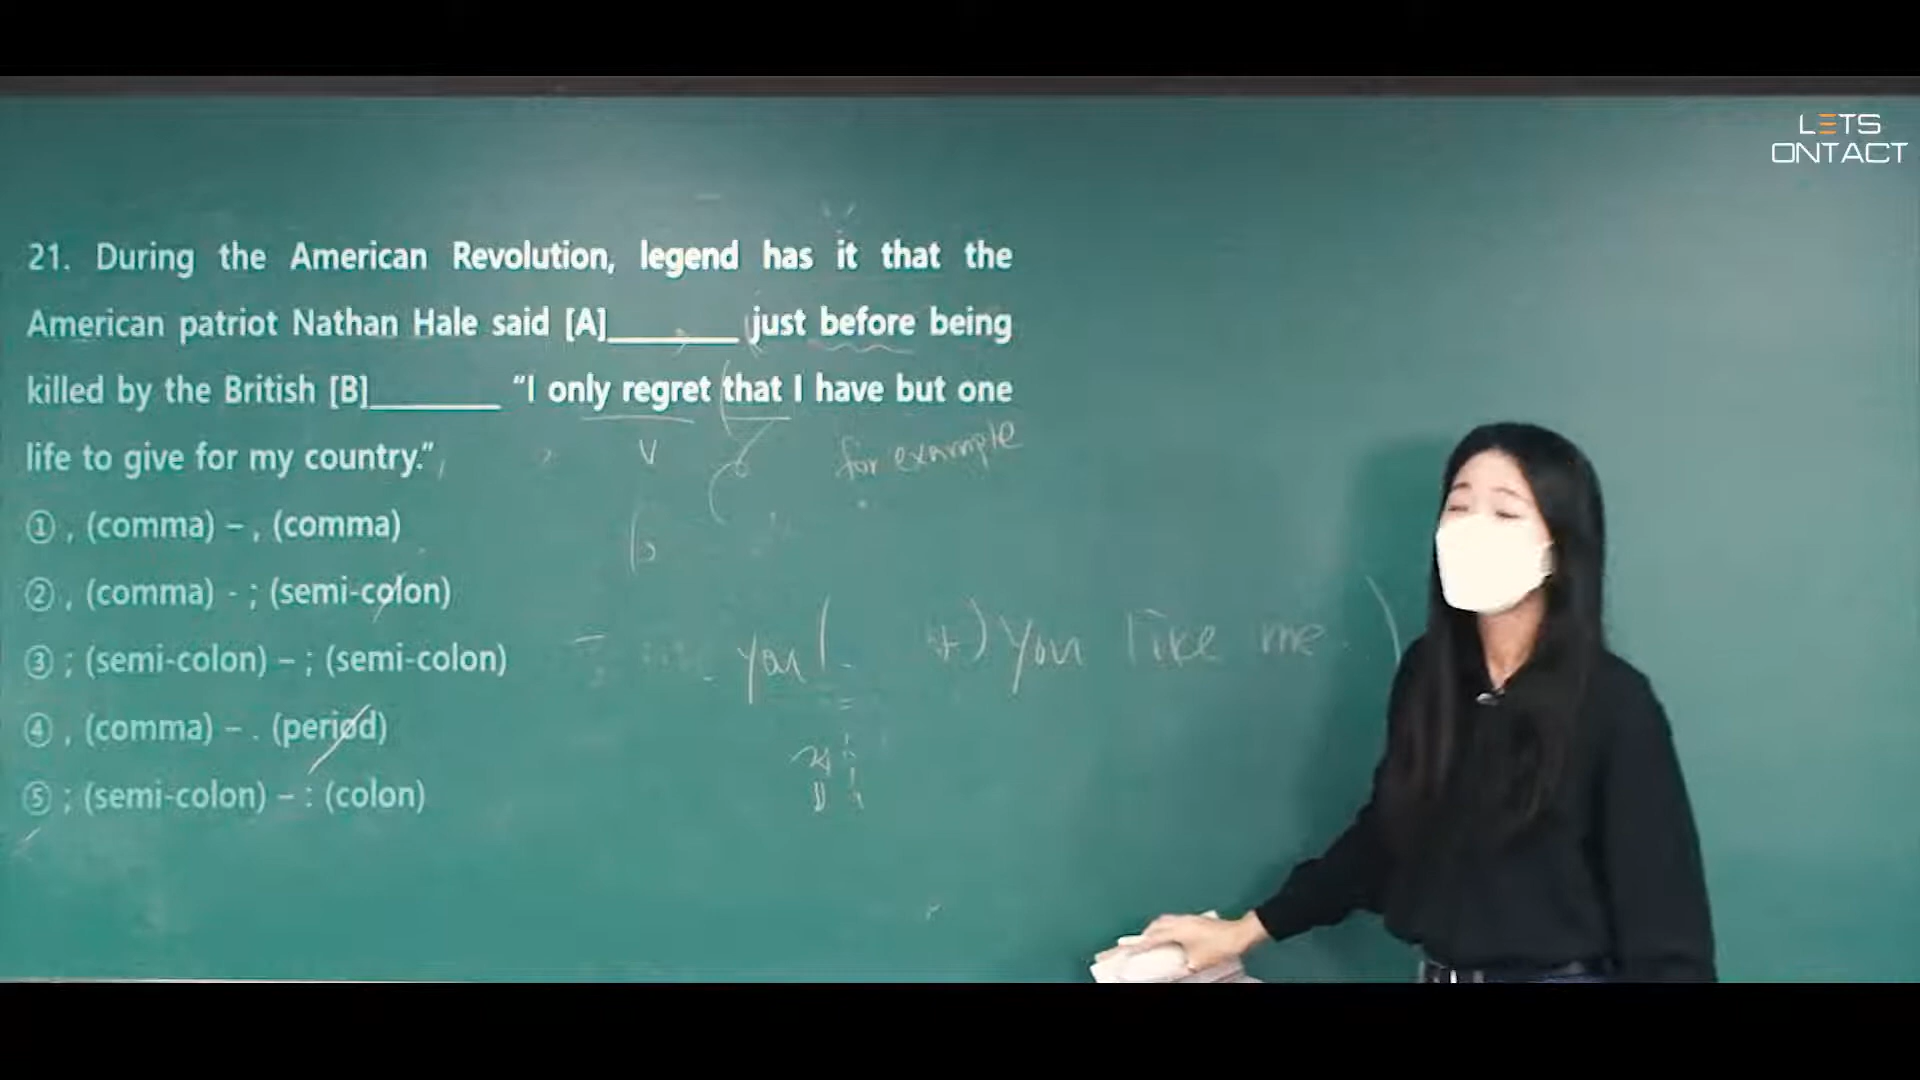 LETS
ONTACT
21. During the American Revolution, legend has it that the
American patriot Nathan Hale said [A]________ just before being
killed by the British [B]________ “I only regret that I have but one
life to give for my country.”
V
for example
① , (comma) – , (comma)
② , (comma) - ; (semi-colon)
③ ; (semi-colon) – ; (semi-colon)
you
You like me.
④ , (comma) – . (period)
⑤ ; (semi-colon) – : (colon)